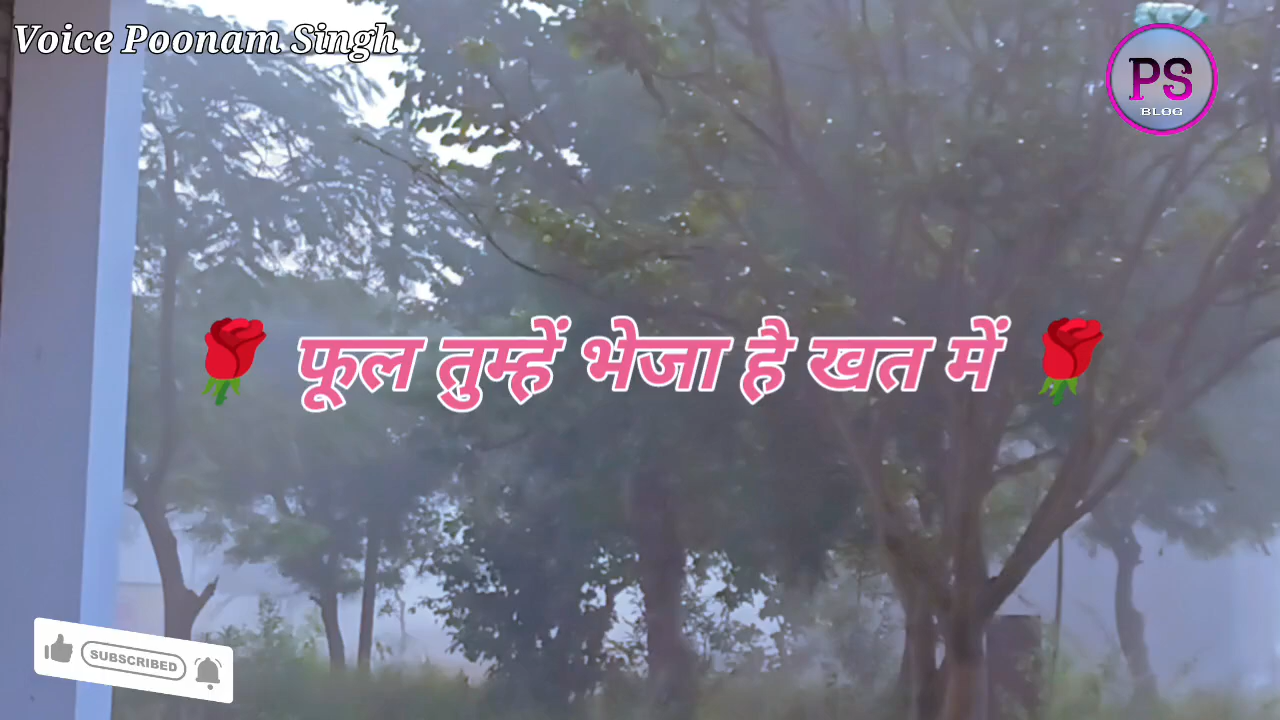 Voice Poonam Singh
PS
BLOG
🌹 फूल तुम्हें भेजा है खत में 🌹
SUBSCRIBED